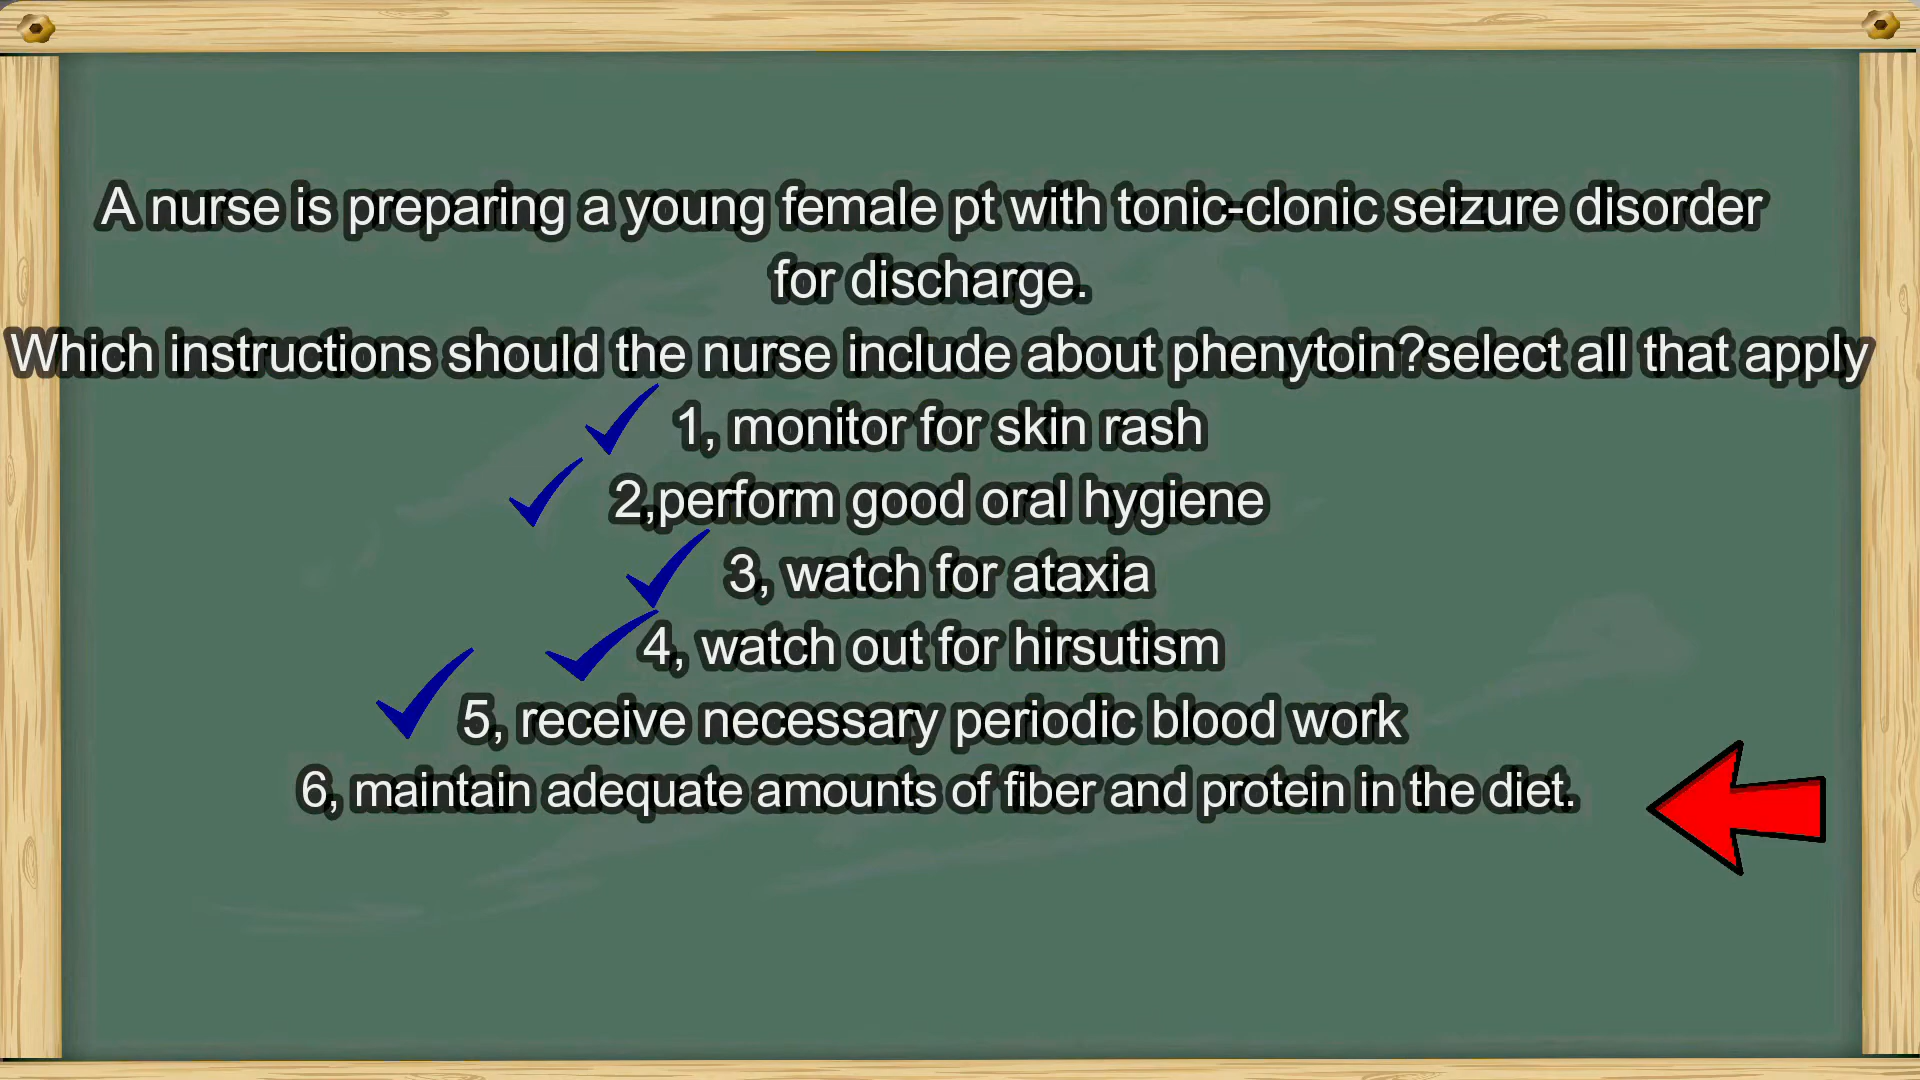 A nurse is preparing a young female pt with tonic-clonic seizure disorder
for discharge.
Which instructions should the nurse include about phenytoin?select all that apply
1, monitor for skin rash
2,perform good oral hygiene
3, watch for ataxia
4, watch out for hirsutism
5, receive necessary periodic blood work
6, maintain adequate amounts of fiber and protein in the diet.